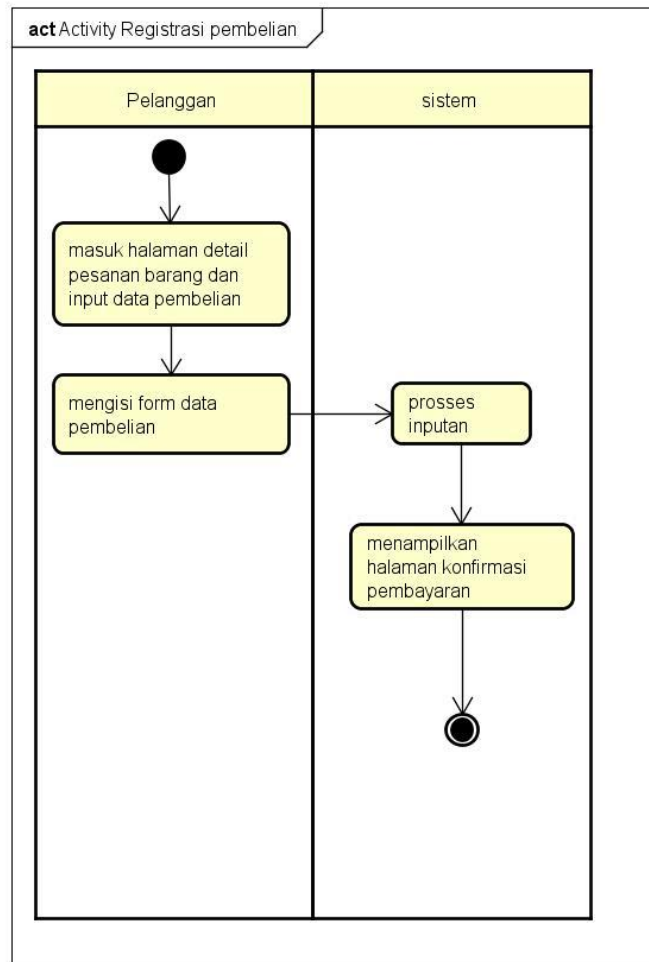 act Activity Registrasi pembelian
Pelanggan
sistem
masuk halaman detail
pesanan barang dan
input data pembelian
mengisi form data
pembelian
prosses
inputan
menampilkan
halaman konfirmasi
pembayaran